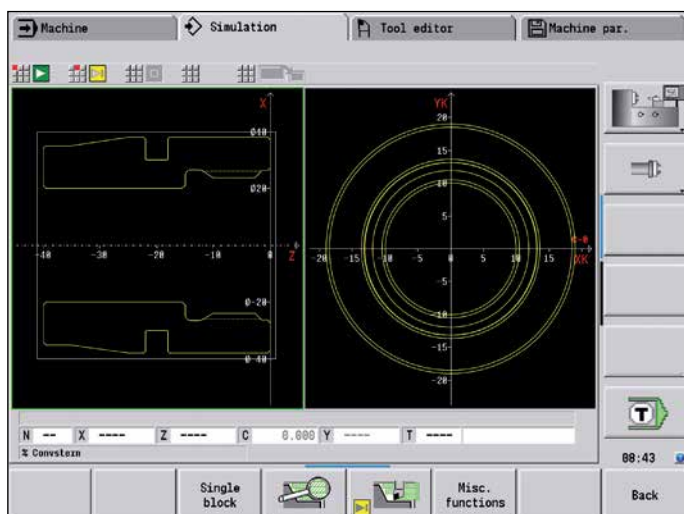 Machine Simulation Tool editor Machine par.
X YK
Ø40 20
15
10
Ø20 5
-40 -30 -20 -10 0 Z -20 -15 -10 -5 5 10 15 XK
-5
Ø-20 -10
-15
Ø-40 -20
N -- X ---- Z ---- C 0.000 Y ---- T ----
% Convstern
T
08:43
Single block Misc. functions Back